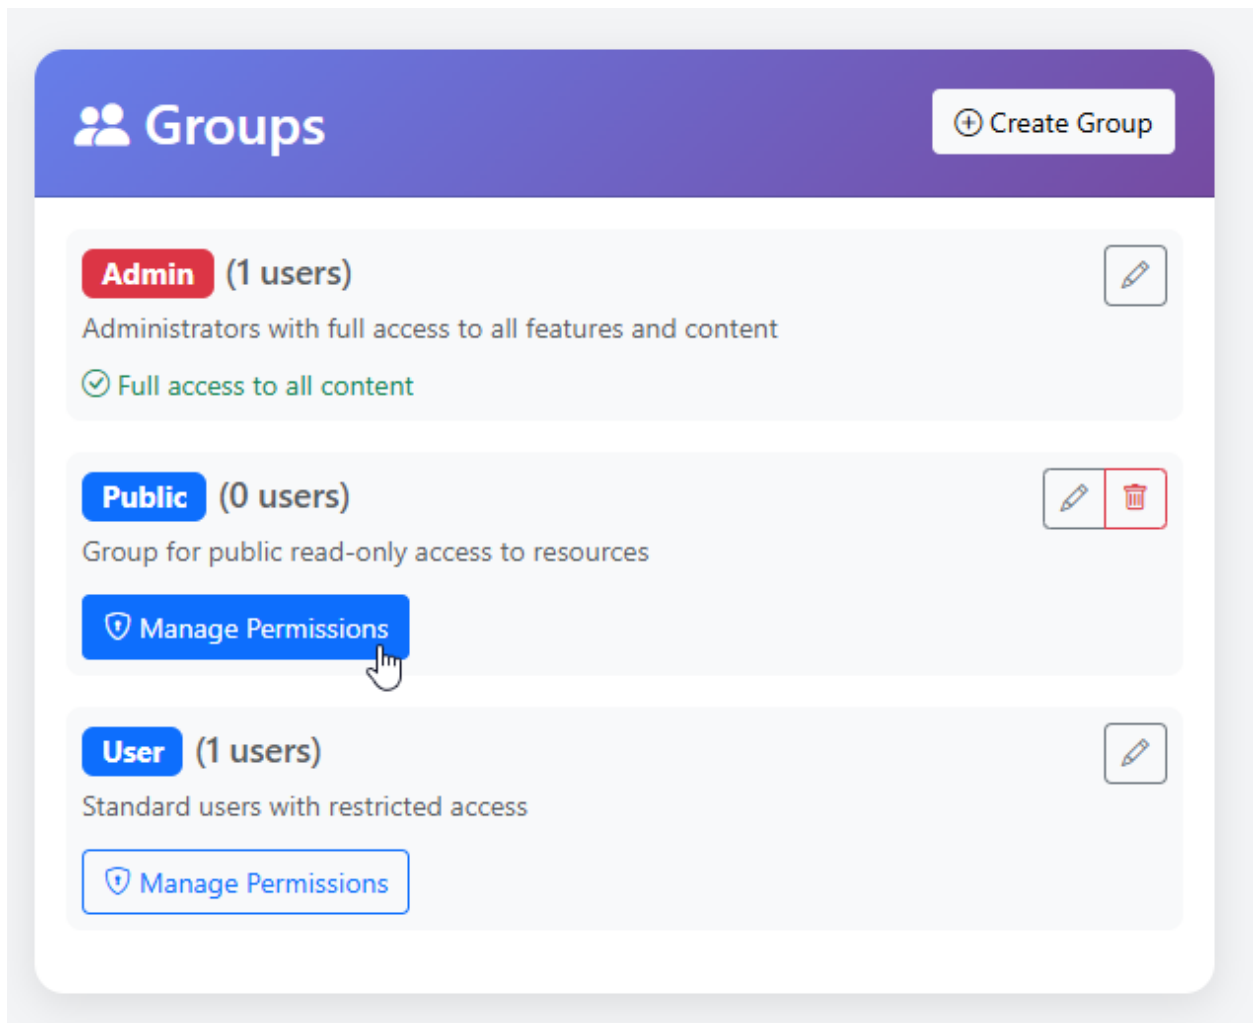 Groups
Create Group
Admin (1 users)
Administrators with full access to all features and content
Full access to all content
Public (0 users)
Group for public read-only access to resources
Manage Permissions
User (1 users)
Standard users with restricted access
Manage Permissions